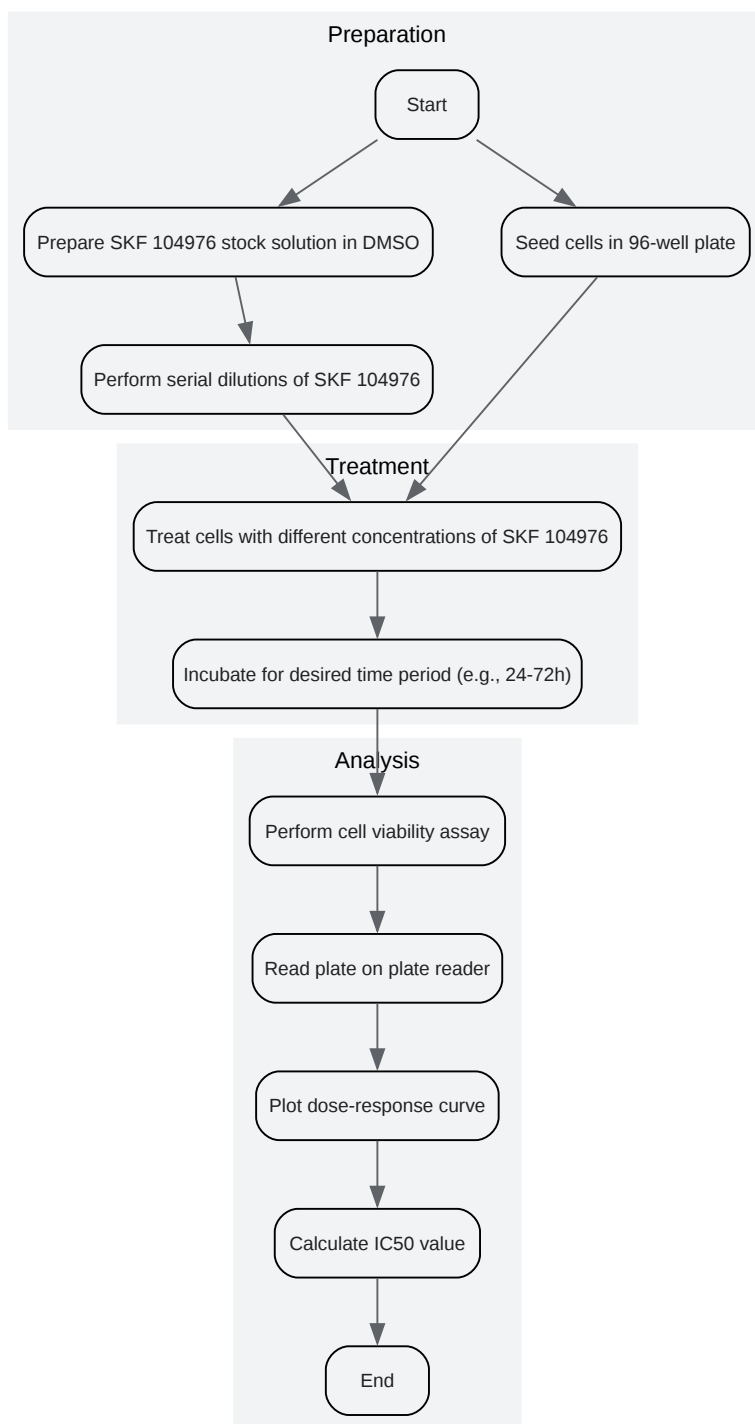 Preparation
Start
Prepare SKF 104976 stock solution in DMSO
Seed cells in 96-well plate
Perform serial dilutions of SKF 104976
Treatment
Treat cells with different concentrations of SKF 104976
Incubate for desired time period (e.g., 24-72h)
Analysis
Perform cell viability assay
Read plate on plate reader
Plot dose-response curve
Calculate IC50 value
End